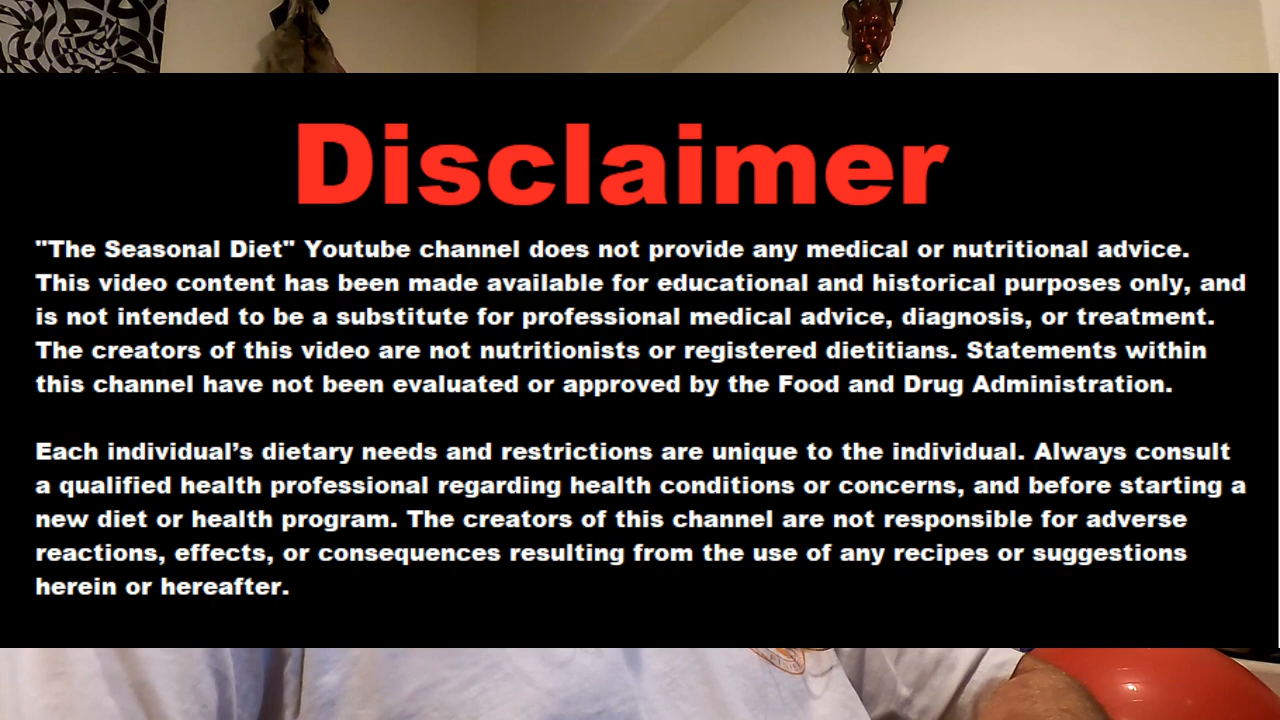 Disclaimer
"The Seasonal Diet" Youtube channel does not provide any medical or nutritional advice.
This video content has been made available for educational and historical purposes only, and
is not intended to be a substitute for professional medical advice, diagnosis, or treatment.
The creators of this video are not nutritionists or registered dietitians. Statements within
this channel have not been evaluated or approved by the Food and Drug Administration.
Each individual’s dietary needs and restrictions are unique to the individual. Always consult
a qualified health professional regarding health conditions or concerns, and before starting a
new diet or health program. The creators of this channel are not responsible for adverse
reactions, effects, or consequences resulting from the use of any recipes or suggestions
herein or hereafter.